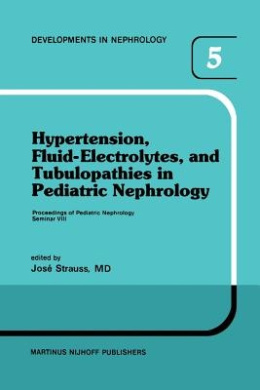 DEVELOPMENTS IN NEPHROLOGY
5
Hypertension,
Fluid-Electrolytes, and
Tubulopathies in
Pediatric Nephrology
Proceedings of Pediatric Nephrology
Seminar VIII
edited by
José Strauss, MD
MARTINUS NIJHOFF PUBLISHERS